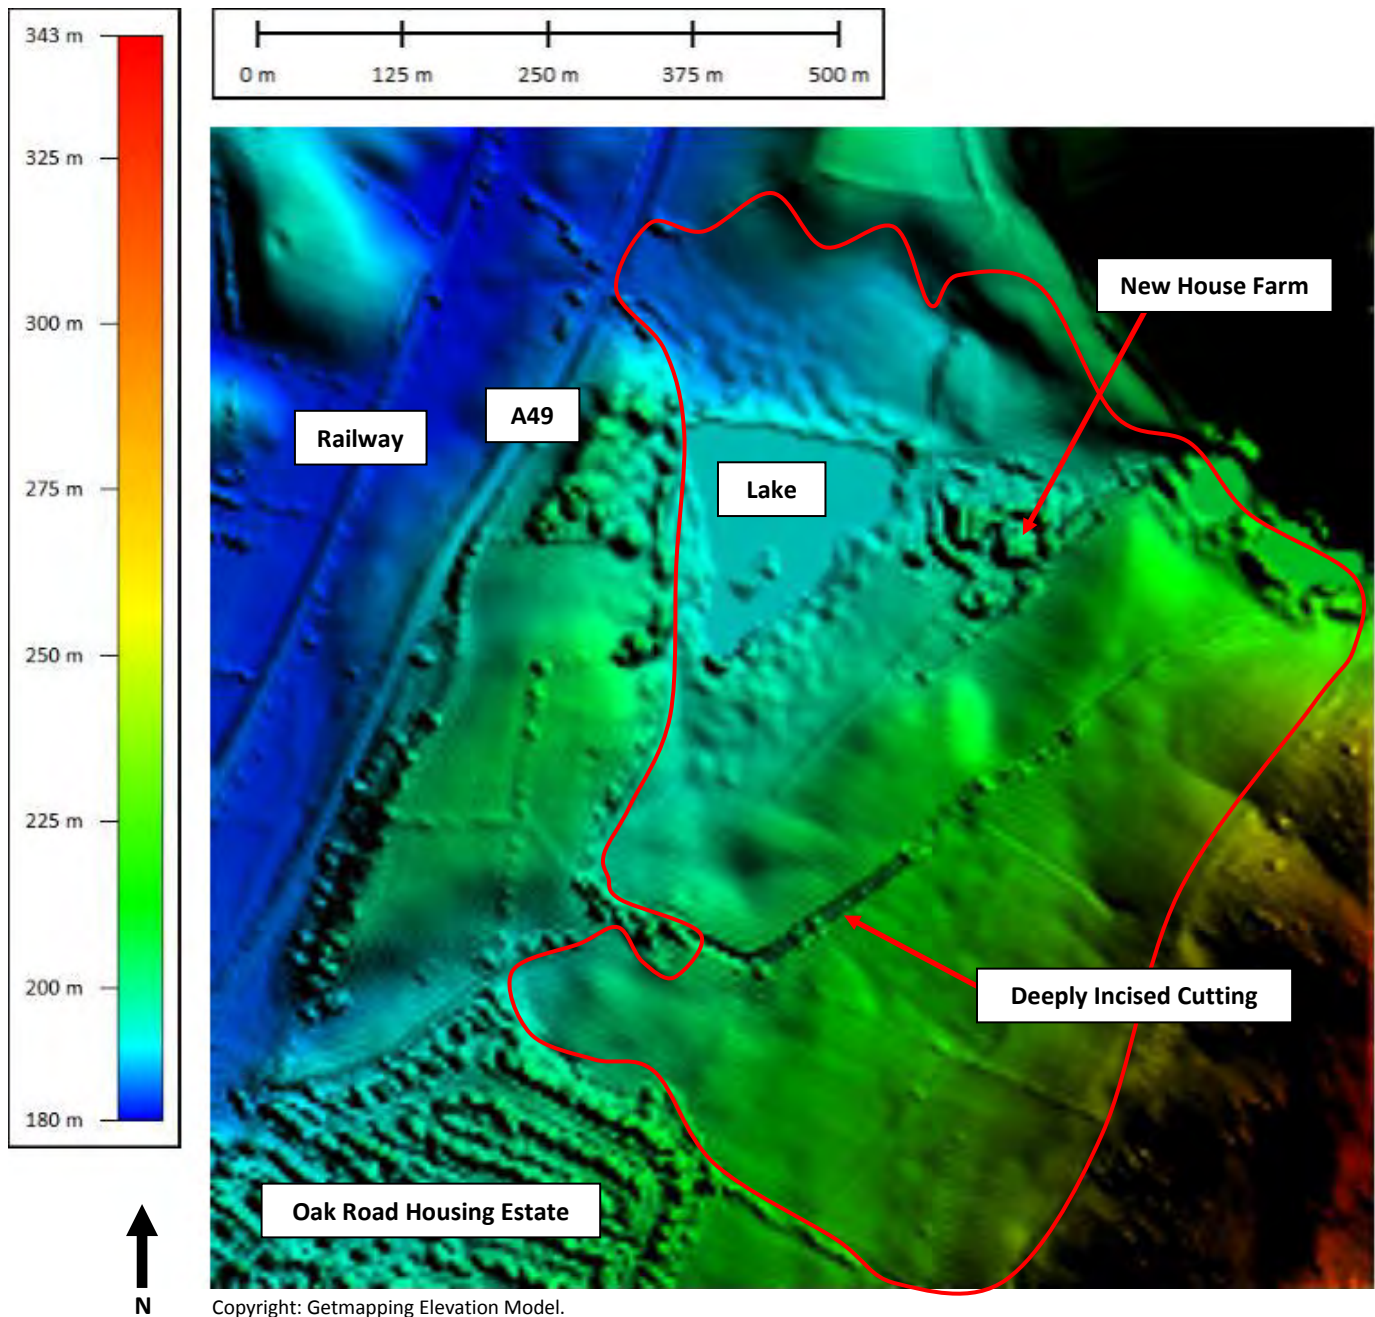 343 m
325 m
300 m
275 m
250 m
225 m
200 m
180 m
0 m 125 m 250 m 375 m 500 m
New House Farm
A49
Railway
Lake
Deeply Incised Cutting
Oak Road Housing Estate
N
Copyright: Getmapping Elevation Model.